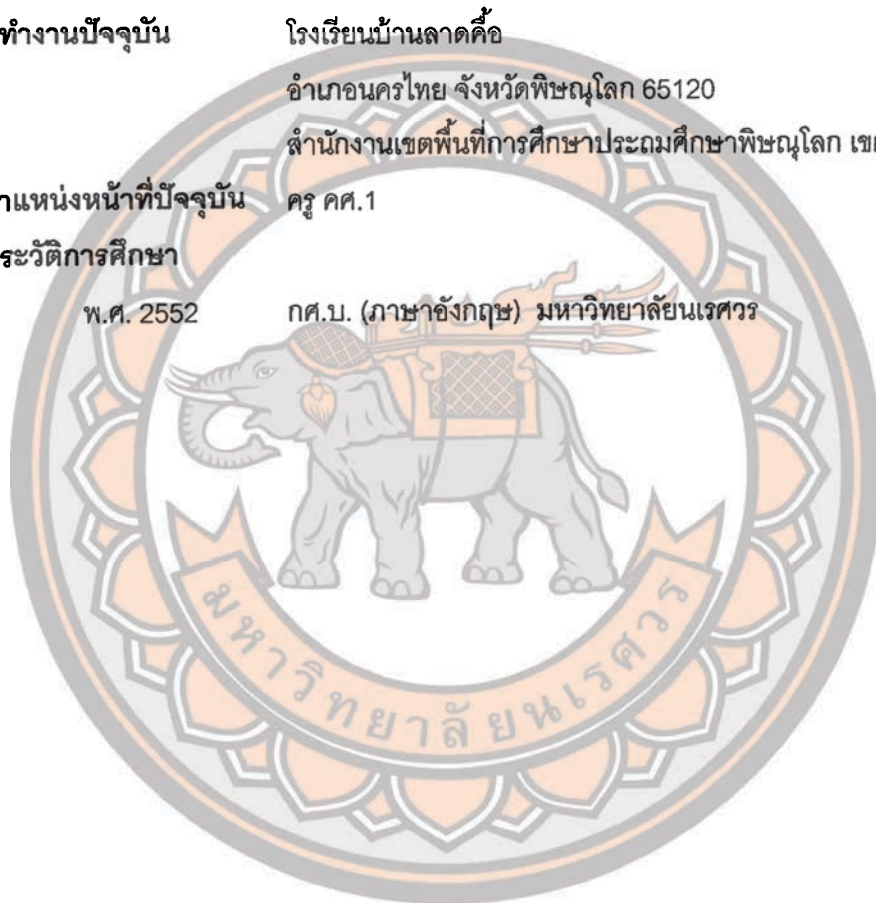 ทำงานปัจจุบัน โรงเรียนบ้านลาดคื้อ
อำเภอนครไทย จังหวัดพิษณุโลก 65120
สำนักงานเขตพื้นที่การศึกษาประถมศึกษาพิษณุโลก
แหน่งหน้าที่ปัจจุบัน ครู คศ.1
ระวัติการศึกษา
พ.ศ. 2552 กศ.บ. (ภาษาอังกฤษ) มหาวิทยาลัยนเรศวร
มหาวิทยาลัยนเรศวร